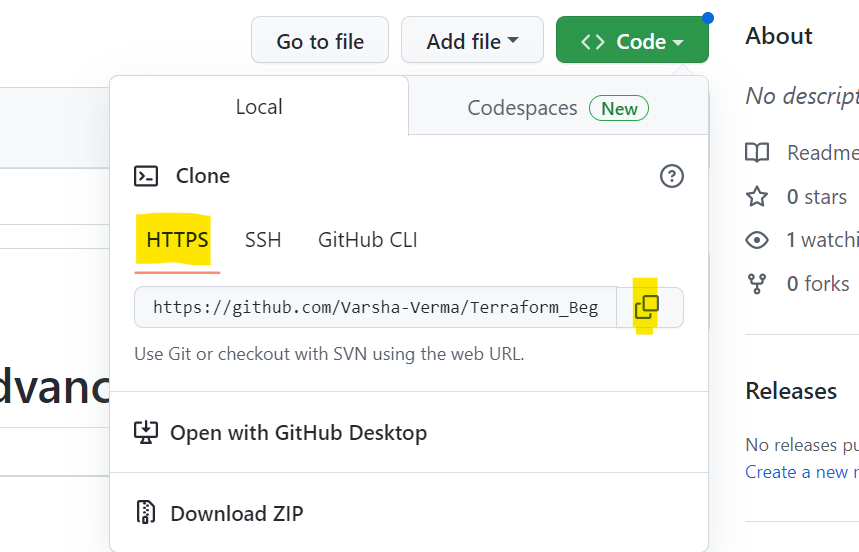 Go to file
Add file
Code
About
Local
Codespaces New
No descript
Clone
Readme
HTTPS SSH GitHub CLI
0 stars
1 watchi
https://github.com/Varsha-Verma/Terraform_Beg
0 forks
Use Git or checkout with SVN using the web URL.
dvanc
Releases
Open with GitHub Desktop
No releases pu
Create a new r
Download ZIP